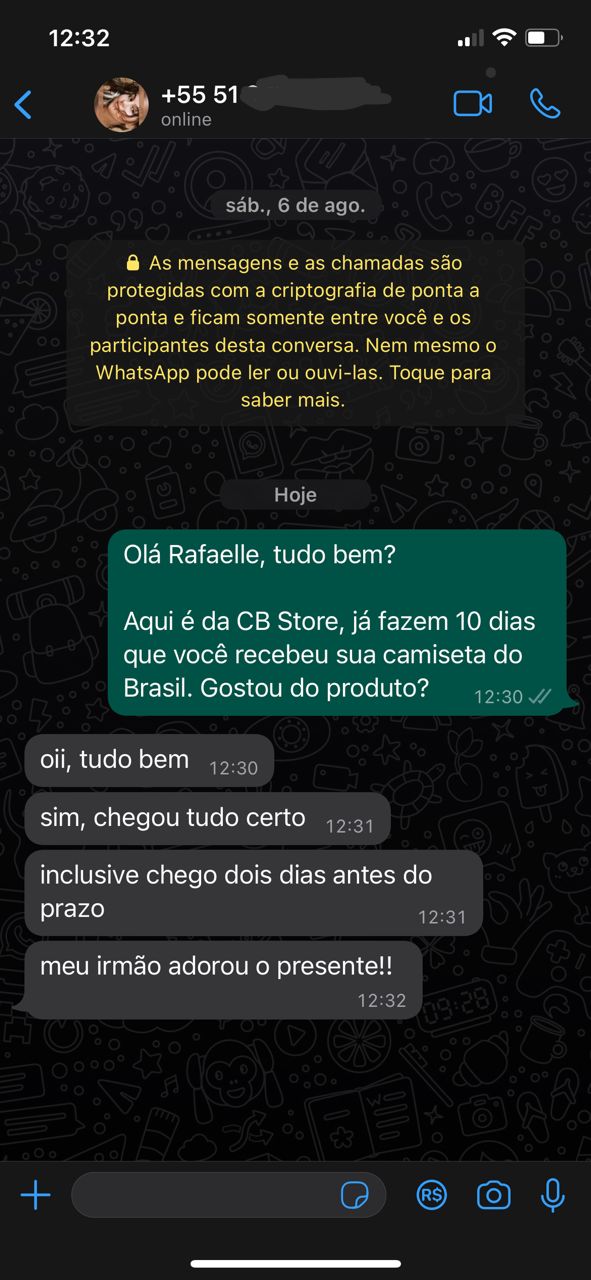 12:32
+55 51
online
sáb., 6 de ago.
As mensagens e as chamadas são
protegidas com a criptografia de ponta a
ponta e ficam somente entre você e os
participantes desta conversa. Nem mesmo o
WhatsApp pode ler ou ouvi-las. Toque para
saber mais.
Hoje
Olá Rafaelle, tudo bem?
Aqui é da CB Store, já fazem 10 dias
que você recebeu sua camiseta do
Brasil. Gostou do produto?
12:30
oii, tudo bem
12:30
sim, chegou tudo certo
12:31
inclusive chego dois dias antes do
prazo
12:31
meu irmão adorou o presente!!
12:32
R$